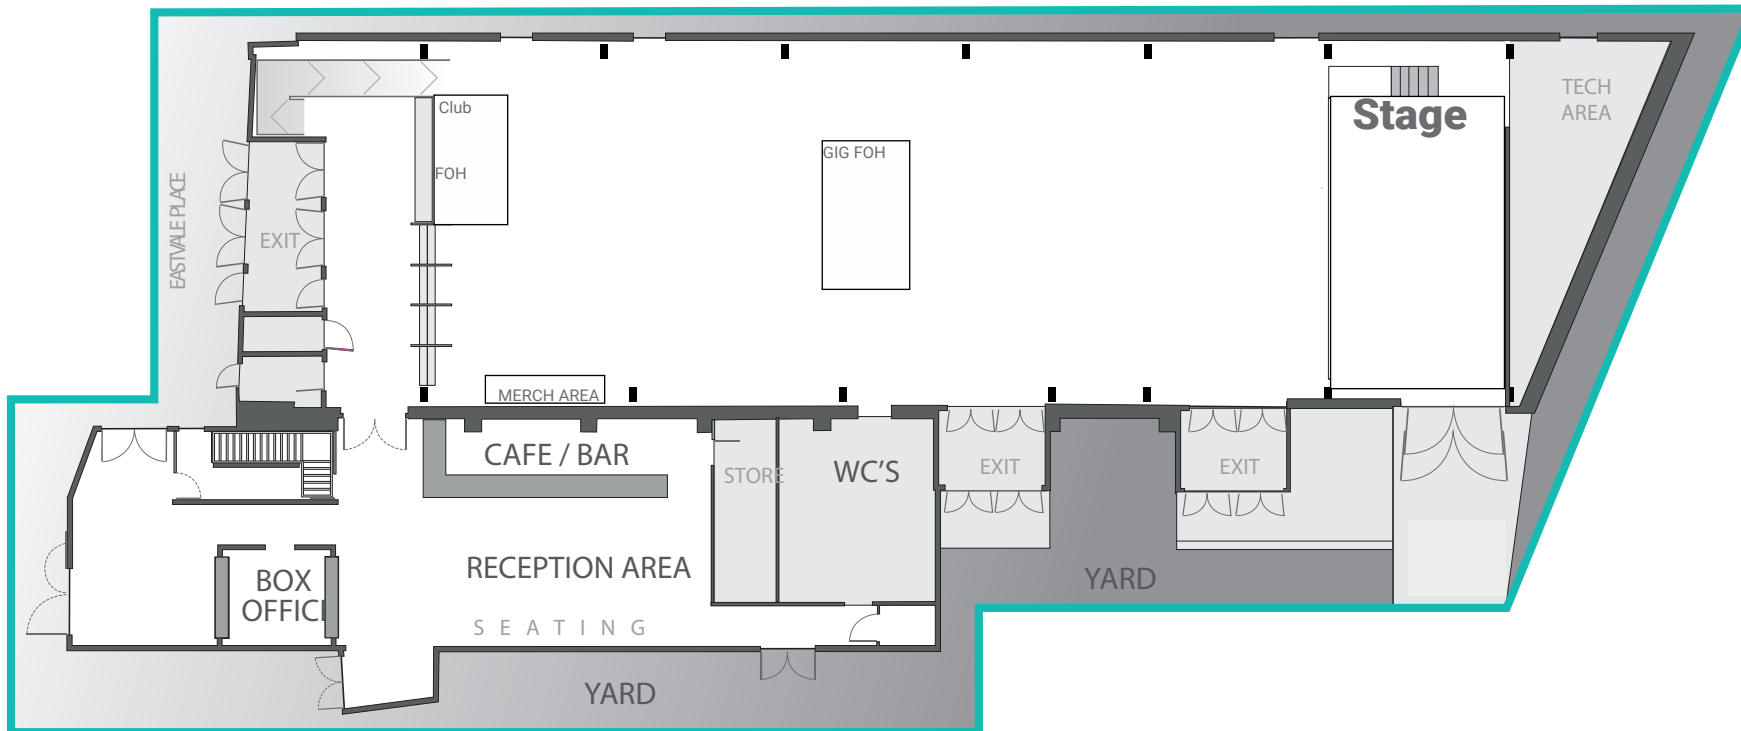 Club
FOH
GIG FOH
Stage
TECH
AREA
EASTVALE PLACE
EXIT
MERCH AREA
CAFE / BAR
STORE
WC'S
EXIT
EXIT
RECEPTION AREA
BOX
OFFICE
SEATING
YARD
YARD